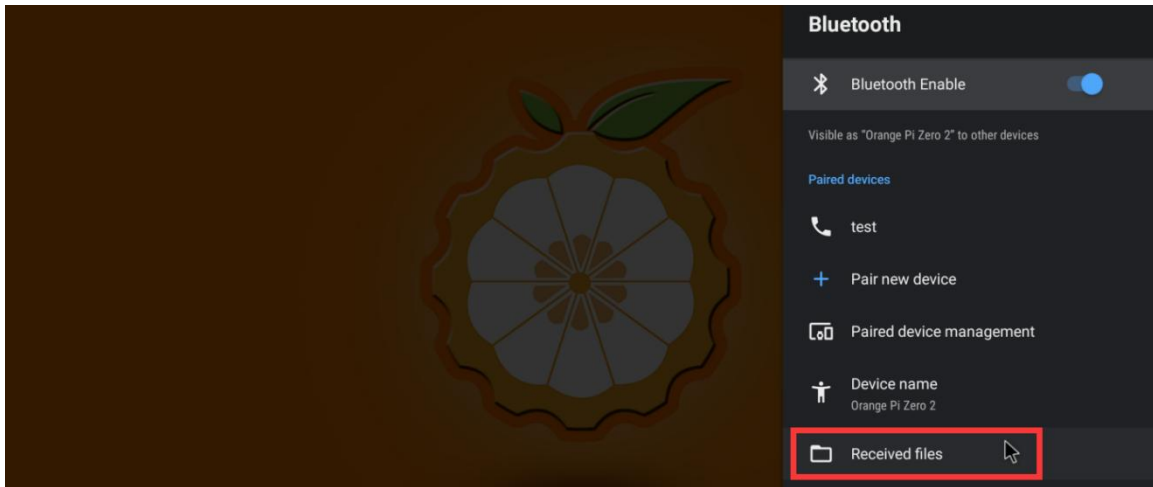 Bluetooth
Bluetooth Enable
Visible as "Orange Pi Zero 2" to other devices
Paired devices
test
Pair new device
Paired device management
Device name
Orange Pi Zero 2
Received files